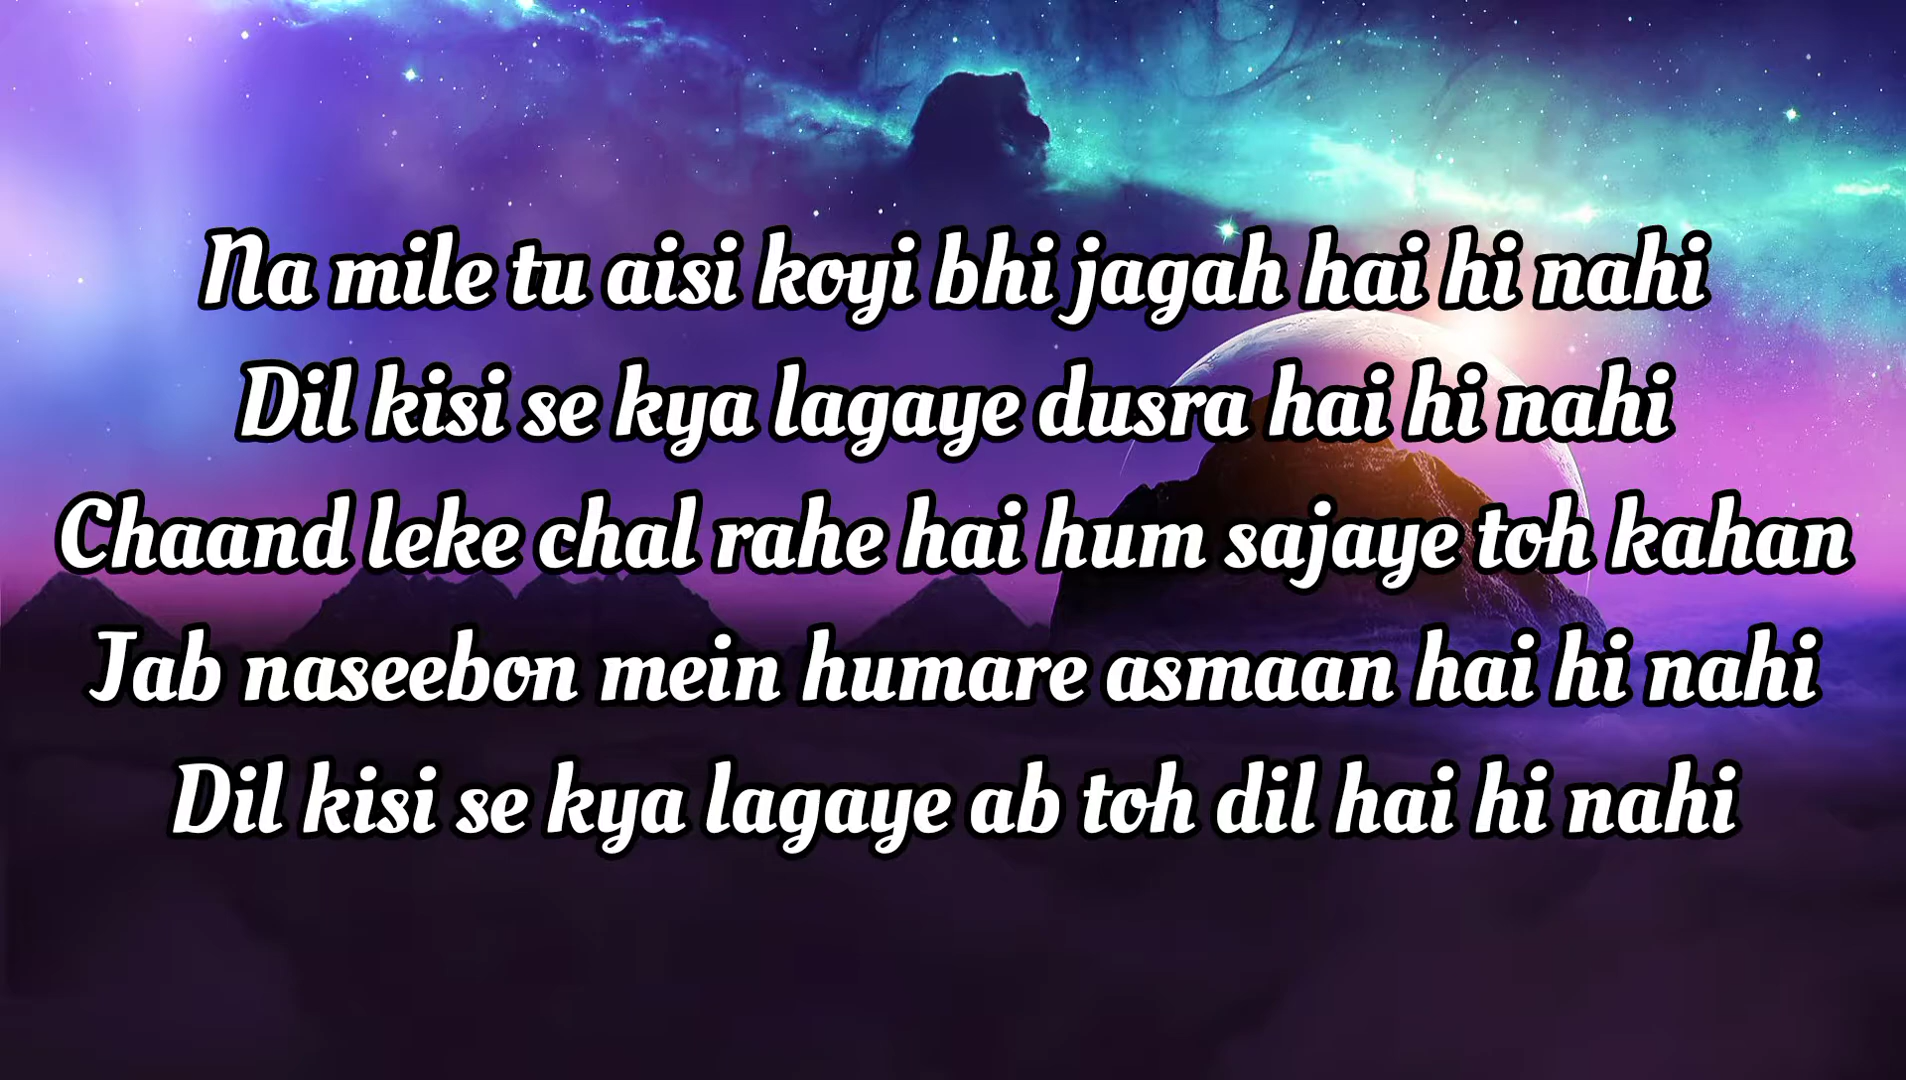 Na mile tu aisi koyi bhi jagah hai hi nahi
Dil kisi se kya lagaye dusra hai hi nahi
Chaand leke chal rahe hai hum sajaye toh kahan
Jab naseebon mein humare asmaan hai hi nahi
Dil kisi se kya lagaye ab toh dil hai hi nahi